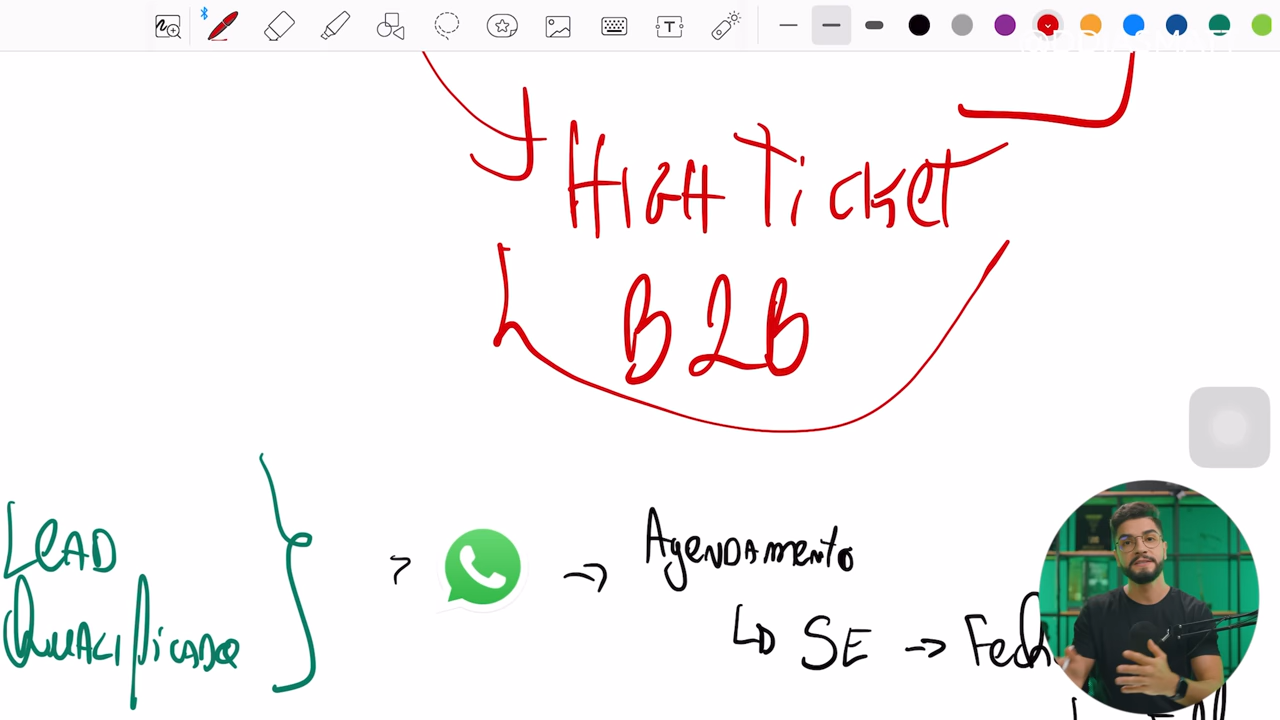 HIGH TICKET
B2B
LEAD
QUALIFICADO
AGENDAMENTO
SE → Fech